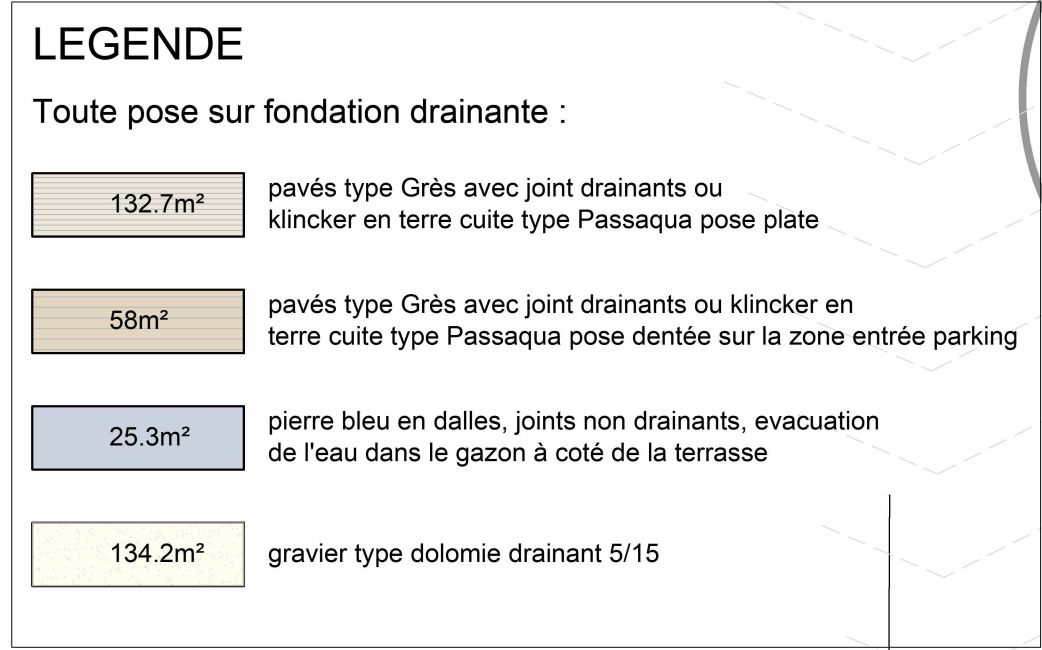 LEGENDE
Toute pose sur fondation drainante :
132.7m²
pavés type Grès avec joint drainants ou
klincker en terre cuite type Passaqua pose plate
58m²
pavés type Grès avec joint drainants ou klincker en
terre cuite type Passaqua pose dentée sur la zone entrée parking
25.3m²
pierre bleu en dalles, joints non drainants, evacuation
de l'eau dans le gazon à coté de la terrasse
134.2m²
gravier type dolomie drainant 5/15